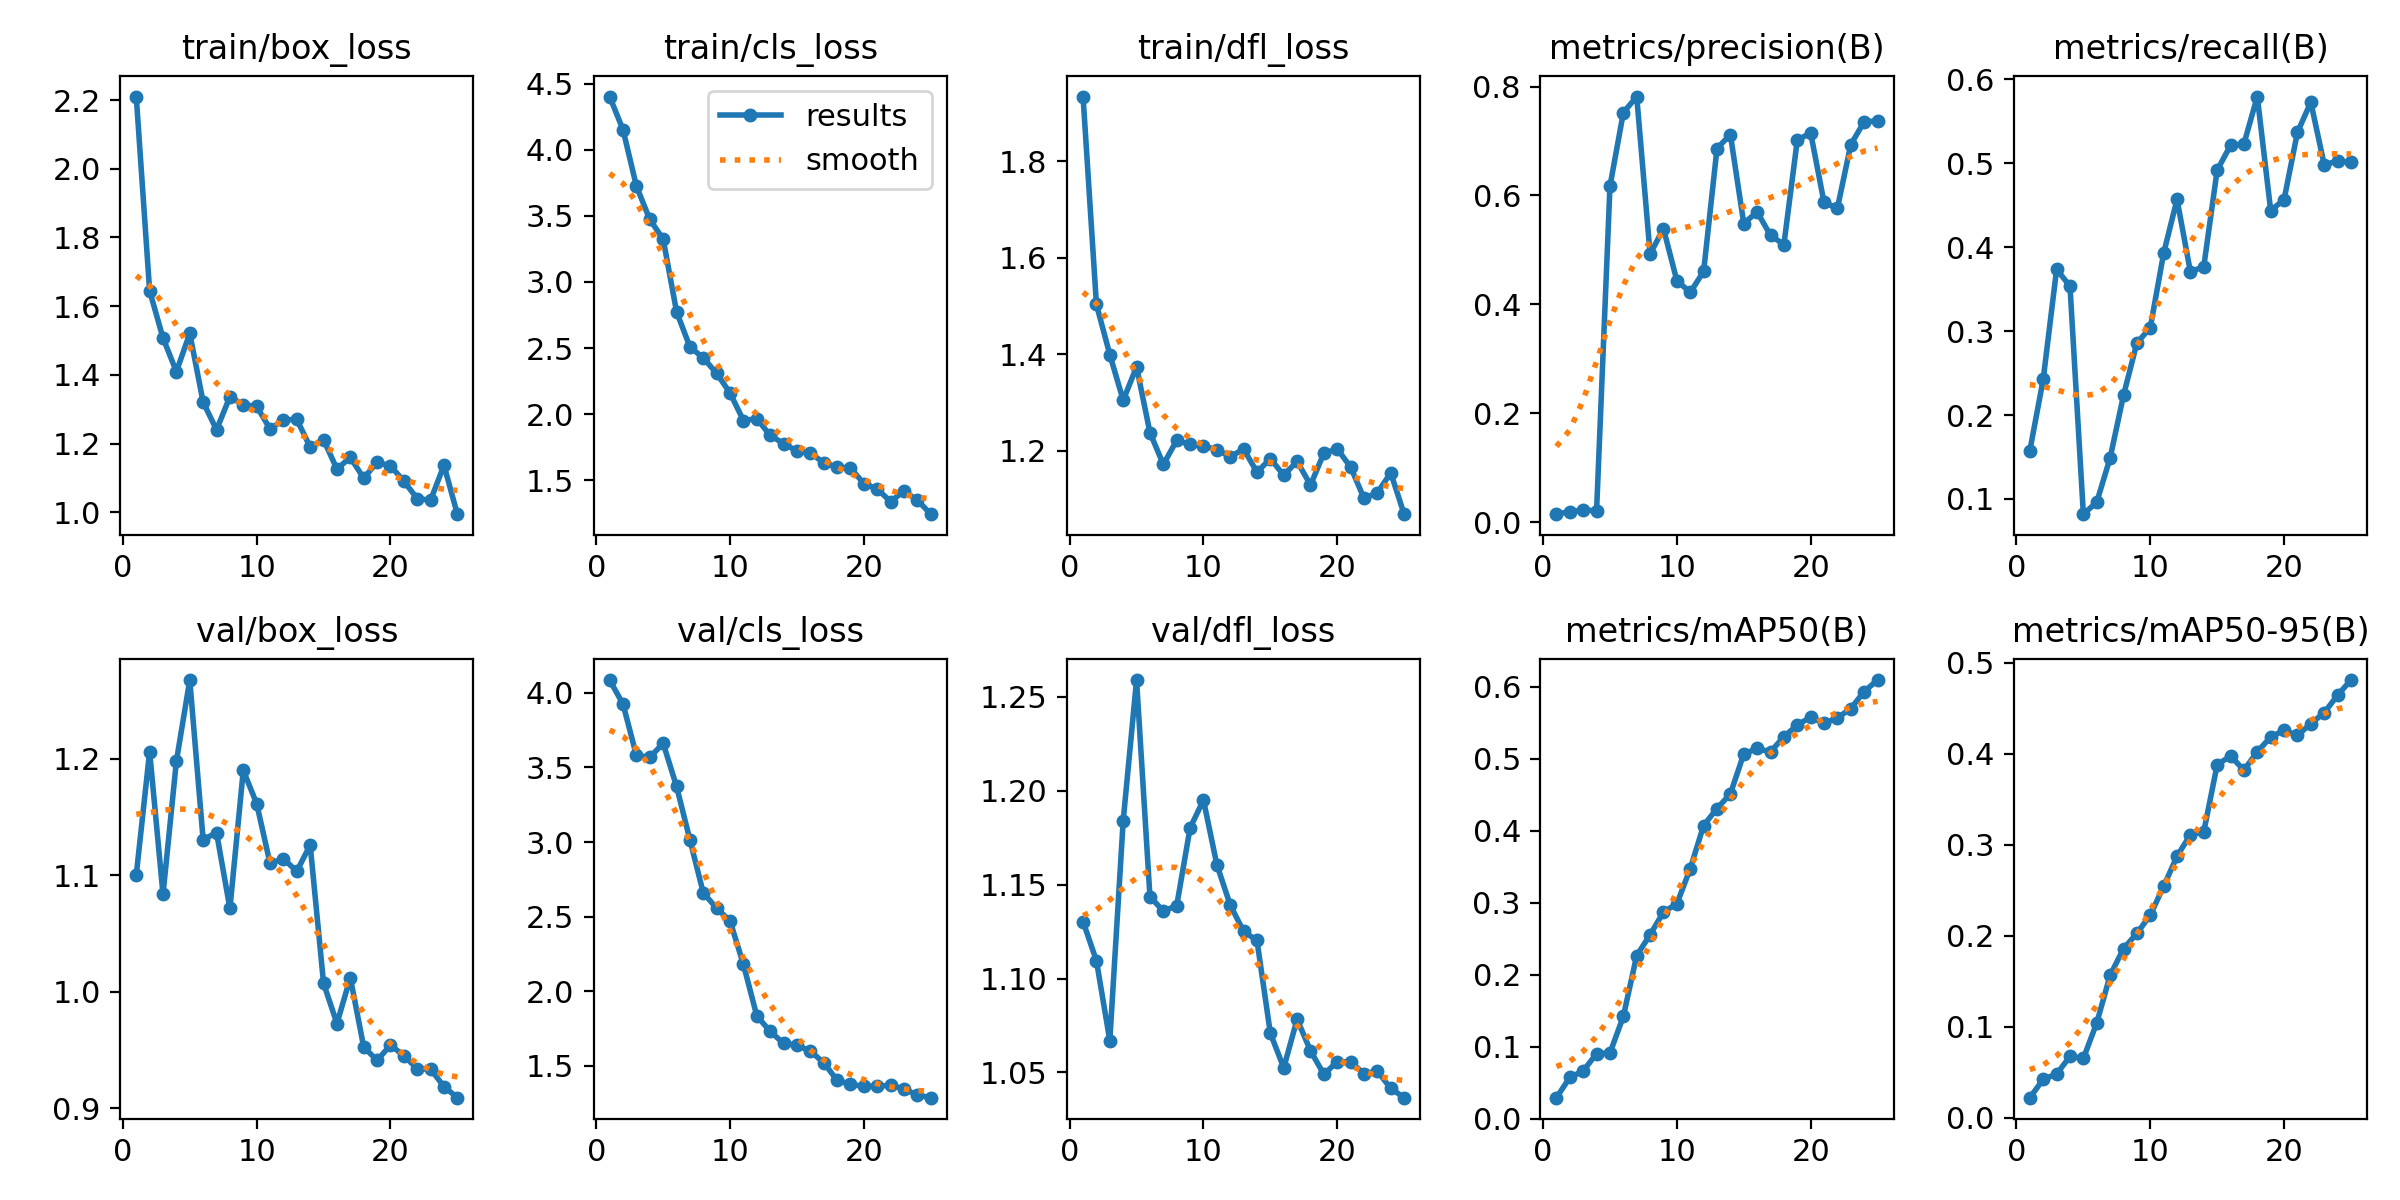 train/box_loss
2.2
2.0
1.8
1.6
1.4
1.2
1.0
0 10 20
train/cls_loss
results
smooth
4.5
4.0
3.5
3.0
2.5
2.0
1.5
0 10 20
train/dfl_loss
1.8
1.6
1.4
1.2
0 10 20
metrics/precision(B)
0.8
0.6
0.4
0.2
0.0
0 10 20
metrics/recall(B)
0.6
0.5
0.4
0.3
0.2
0.1
0 10 20
val/box_loss
1.2
1.1
1.0
0.9
0 10 20
val/cls_loss
4.0
3.5
3.0
2.5
2.0
1.5
0 10 20
val/dfl_loss
1.25
1.20
1.15
1.10
1.05
0 10 20
metrics/mAP50(B)
0.6
0.5
0.4
0.3
0.2
0.1
0.0
0 10 20
metrics/mAP50-95(B)
0.5
0.4
0.3
0.2
0.1
0.0
0 10 20